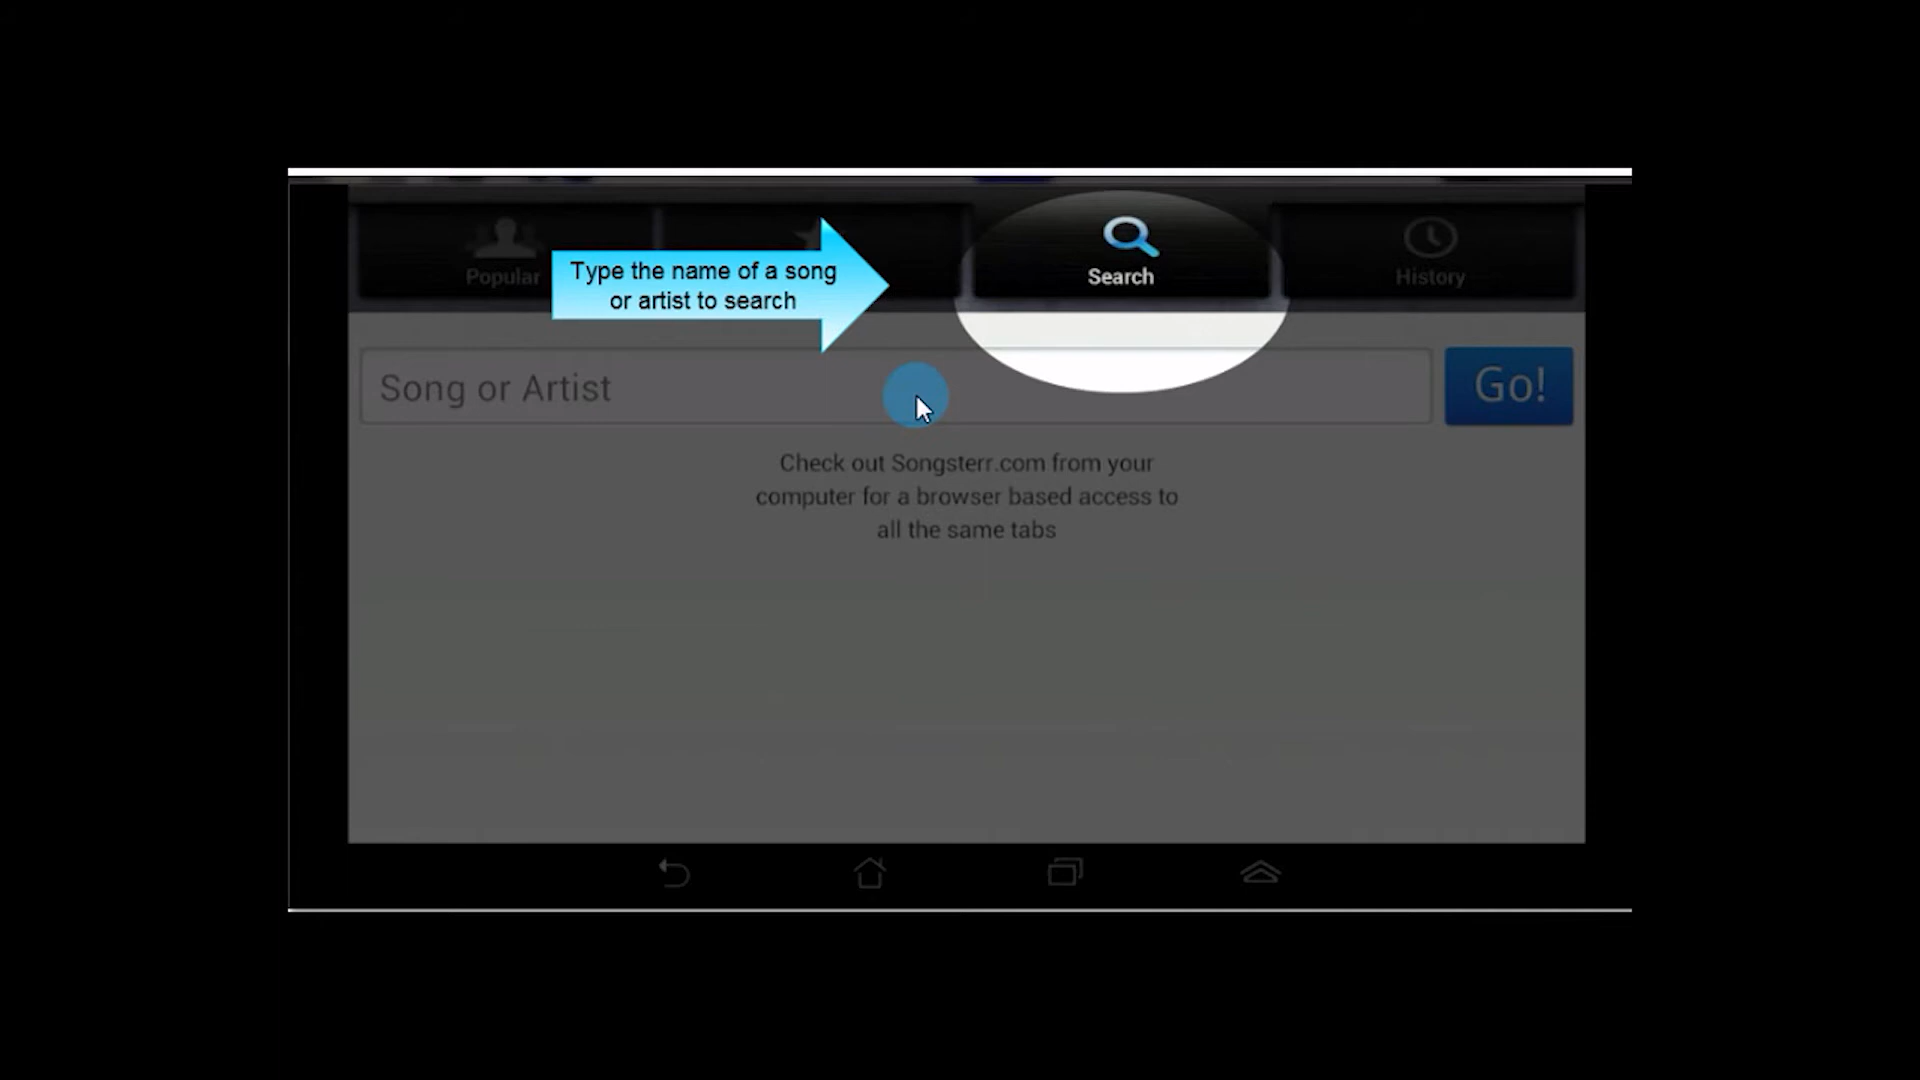 Popular
Type the name of a song
or artist to search
Search
History
Song or Artist
Go!
Check out Songsterr.com from your
computer for a browser based access to
all the same tabs